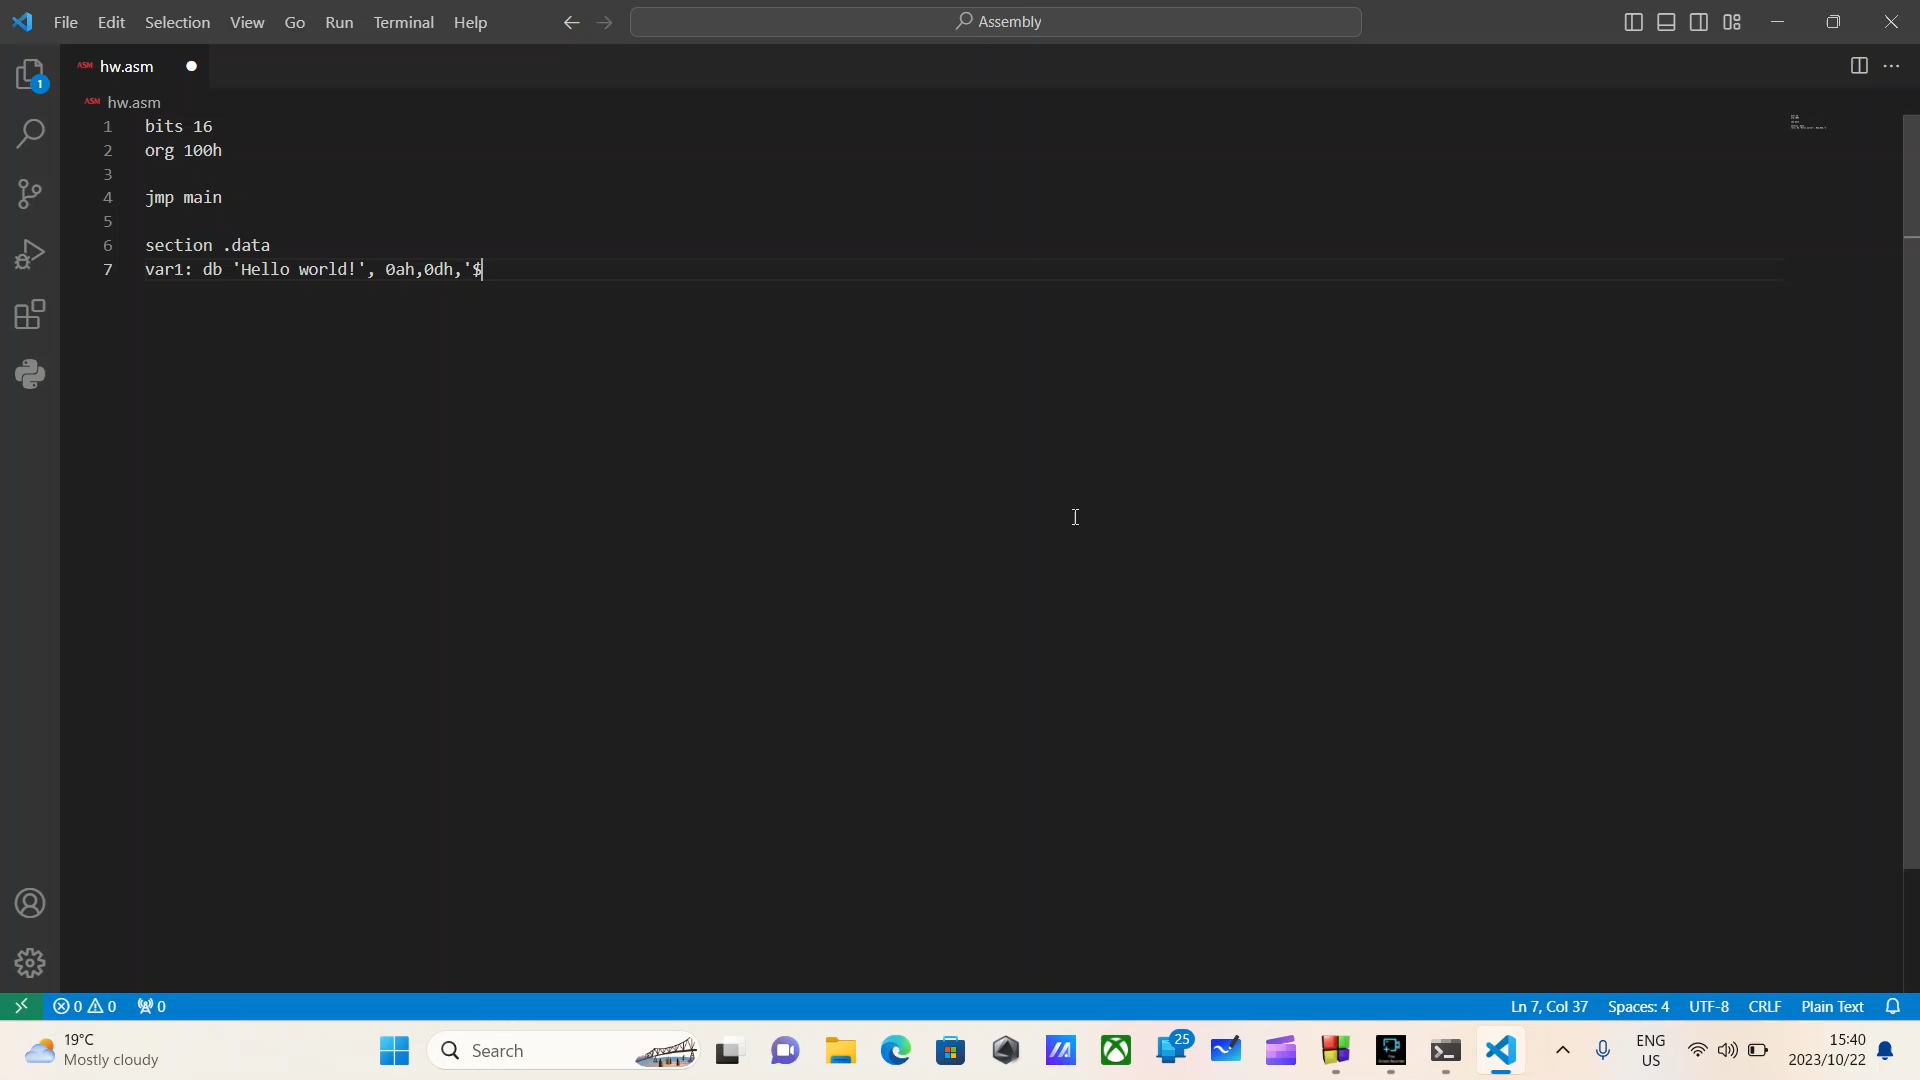 File Edit Selection View Go Run Terminal Help Assembly
ASM hw.asm
ASM hw.asm
1 bits 16
2 org 100h
3
4 jmp main
5
6 section .data
7 var1: db 'Hello world!', 0ah,0dh,'$
1
0 0 0 Ln 7, Col 37 Spaces: 4 UTF-8 CRLF Plain Text
19°C
Mostly cloudy
Search
25
ENG
US
15:40
2023/10/22